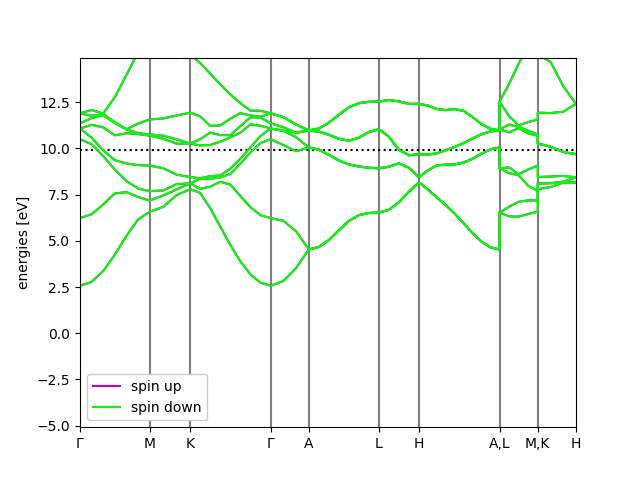 energies [eV]
12.5
10.0
7.5
5.0
2.5
0.0
−2.5
−5.0
spin up
spin down
Γ M K Γ A L H A,L M,K H